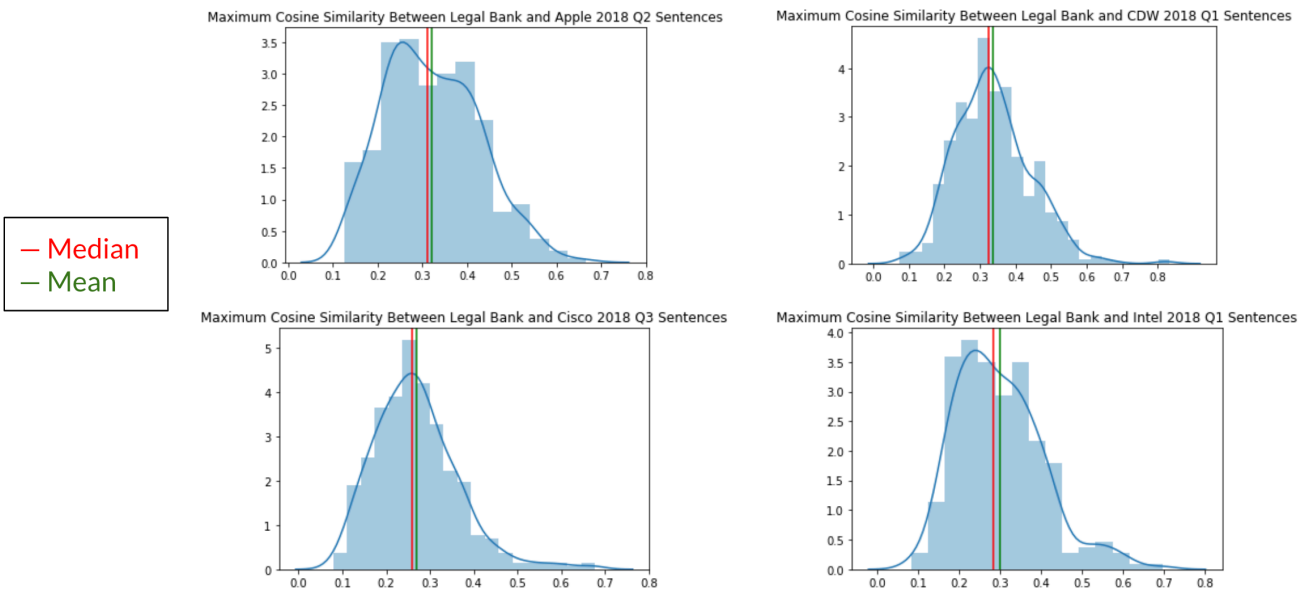 Maximum Cosine Similarity Between Legal Bank and Apple 2018 Q2 Sentences
3.5
3.0
2.5
2.0
1.5
1.0
0.5
0.0
0.0 0.1 0.2 0.3 0.4 0.5 0.6 0.7 0.8
Maximum Cosine Similarity Between Legal Bank and CDW 2018 Q1 Sentences
4
3
2
1
0
0.0 0.1 0.2 0.3 0.4 0.5 0.6 0.7 0.8
— Median
— Mean
Maximum Cosine Similarity Between Legal Bank and Cisco 2018 Q3 Sentences
5
4
3
2
1
0
0.0 0.1 0.2 0.3 0.4 0.5 0.6 0.7 0.8
Maximum Cosine Similarity Between Legal Bank and Intel 2018 Q1 Sentences
4.0
3.5
3.0
2.5
2.0
1.5
1.0
0.5
0.0
0.0 0.1 0.2 0.3 0.4 0.5 0.6 0.7 0.8